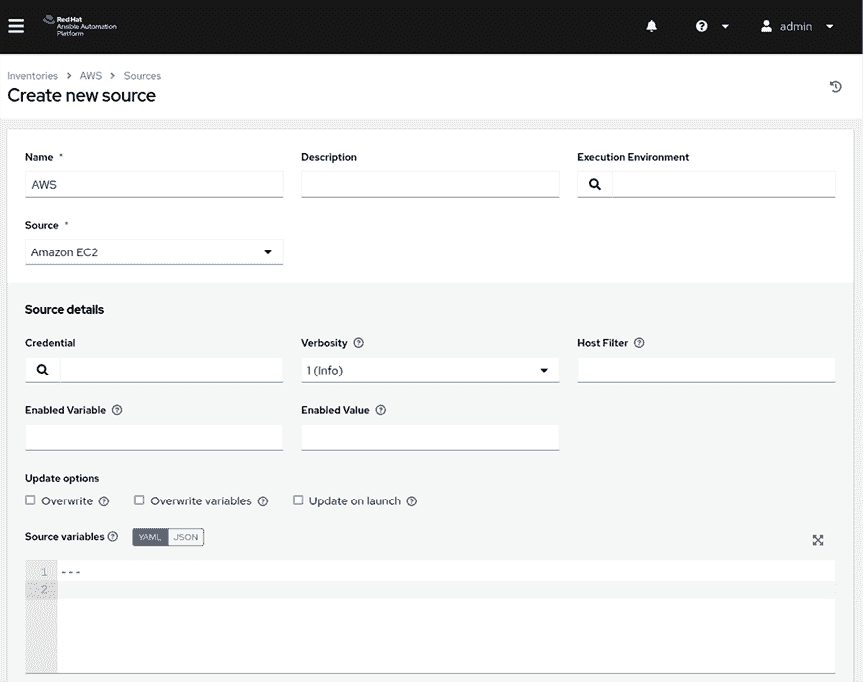 Red Hat
Ansible Automation
Platform
admin
Inventories > AWS > Sources
Create new source
Name *
Description
Execution Environment
AWS
Source *
Amazon EC2
Source details
Credential
Verbosity
Host Filter
1 (Info)
Enabled Variable
Enabled Value
Update options
Overwrite
Overwrite variables
Update on launch
Source variables
YAML
JSON
1 ---
2